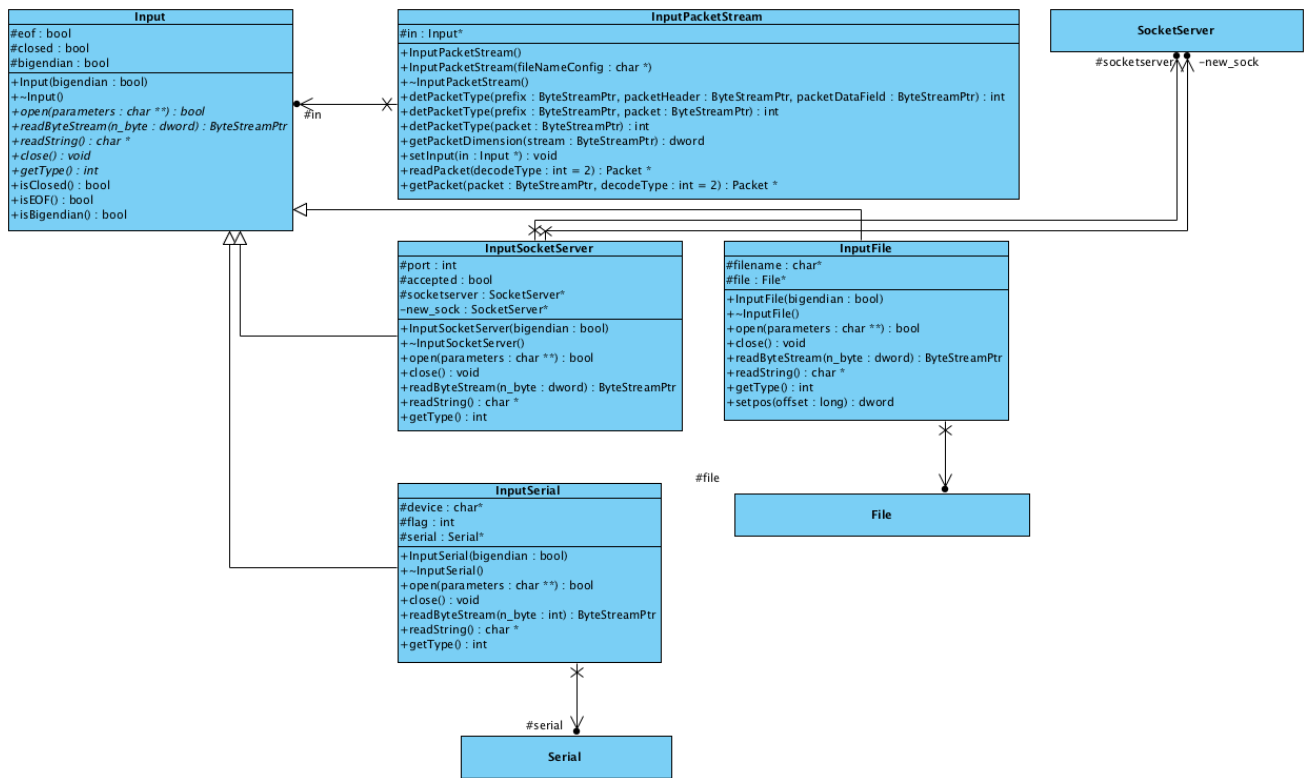 Input
#eof : bool
#closed : bool
#bigendian : bool
+Input(bigendian : bool)
+~Input()
+open(parameters : char **) : bool
+readByteStream(n_byte : dword) : ByteStreamPtr
+readString() : char *
+close() : void
+getType() : int
+isClosed() : bool
+isEOF() : bool
+isBigendian() : bool
#in
InputPacketStream
#in : Input*
+InputPacketStream()
+InputPacketStream(fileNameConfig : char *)
+~InputPacketStream()
+detPacketType(prefix : ByteStreamPtr, packetHeader : ByteStreamPtr, packetDataField : ByteStreamPtr) : int
+detPacketType(prefix : ByteStreamPtr, packet : ByteStreamPtr) : int
+detPacketType(packet : ByteStreamPtr) : int
+getPacketDimension(stream : ByteStreamPtr) : dword
+setInput(in : Input *) : void
+readPacket(decodeType : int = 2) : Packet *
+getPacket(packet : ByteStreamPtr, decodeType : int = 2) : Packet *
SocketServer
#socketserver
-new_sock
InputSocketServer
#port : int
#accepted : bool
#socketserver : SocketServer*
-new_sock : SocketServer*
+InputSocketServer(bigendian : bool)
+~InputSocketServer()
+open(parameters : char **) : bool
+close() : void
+readByteStream(n_byte : dword) : ByteStreamPtr
+readString() : char *
+getType() : int
InputFile
#filename : char*
#file : File*
+InputFile(bigendian : bool)
+~InputFile()
+open(parameters : char **) : bool
+close() : void
+readByteStream(n_byte : dword) : ByteStreamPtr
+readString() : char *
+getType() : int
+setpos(offset : long) : dword
#file
File
InputSerial
#device : char*
#flag : int
#serial : Serial*
+InputSerial(bigendian : bool)
+~InputSerial()
+open(parameters : char **) : bool
+close() : void
+readByteStream(n_byte : int) : ByteStreamPtr
+readString() : char *
+getType() : int
#serial
Serial